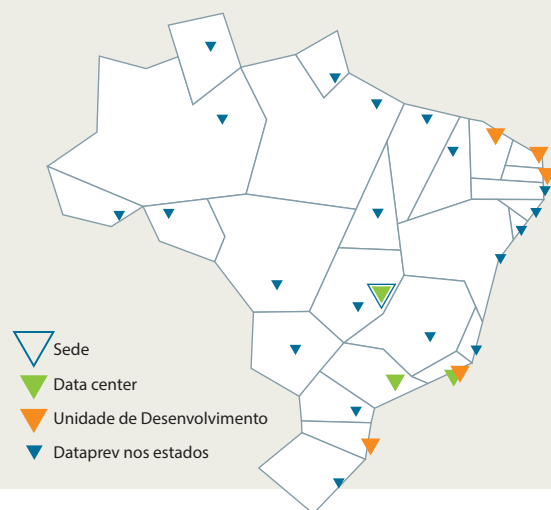 Sede
Data center
Unidade de Desenvolvimento
Dataprev nos estados